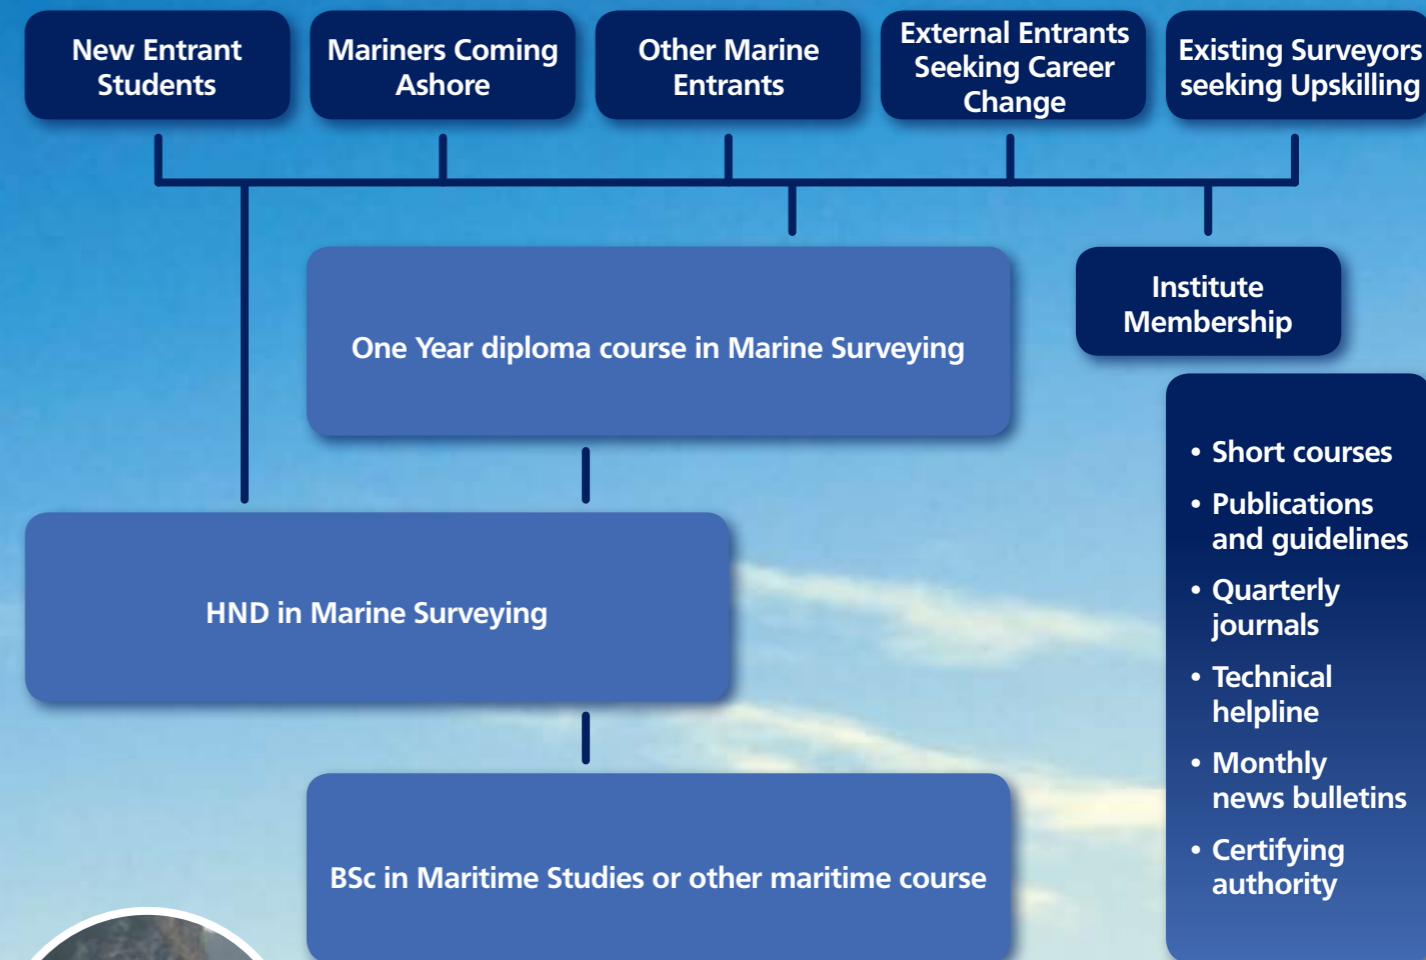 New Entrant
Students
Mariners Coming
Ashore
Other Marine
Entrants
External Entrants
Seeking Career
Change
Existing Surveyors
seeking Upskilling
One Year diploma course in Marine Surveying
Institute
Membership
• Short courses
• Publications
and guidelines
• Quarterly
journals
• Technical
helpline
• Monthly
news bulletins
• Certifying
authority
HND in Marine Surveying
BSc in Maritime Studies or other maritime course